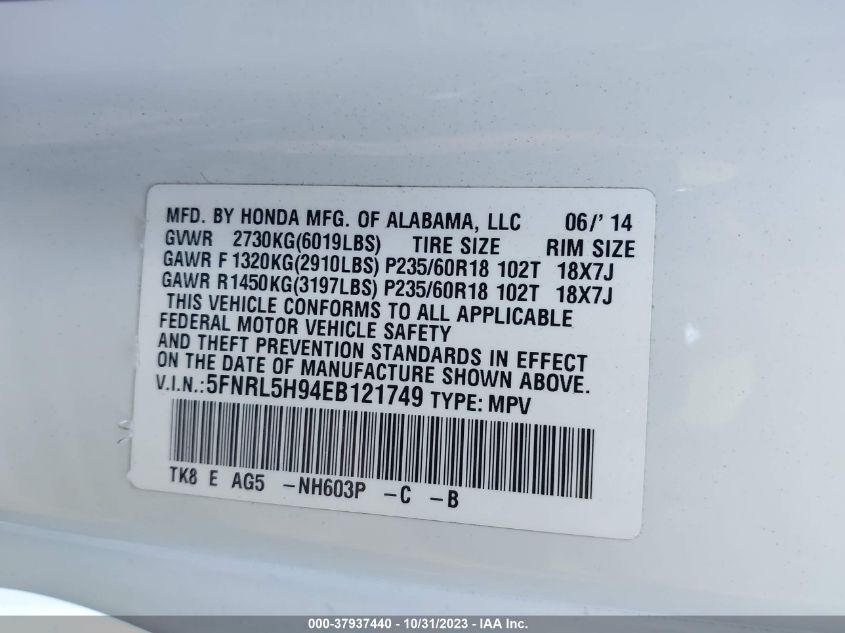 MFD. BY HONDA MFG. OF ALABAMA, LLC 06/' 14
GVWR 2730KG(6019LBS) TIRE SIZE RIM SIZE
GAWR F 1320KG(2910LBS) P235/60R18 102T 18X7J
GAWR R1450KG(3197LBS) P235/60R18 102T 18X7J
THIS VEHICLE CONFORMS TO ALL APPLICABLE
FEDERAL MOTOR VEHICLE SAFETY
AND THEFT PREVENTION STANDARDS IN EFFECT
ON THE DATE OF MANUFACTURE SHOWN ABOVE.
V.I.N.:5FNRL5H94EB121749 TYPE: MPV
TK8 E AG5 -NH603P -C -B
000-37937440 - 10/31/2023 - IAA Inc.